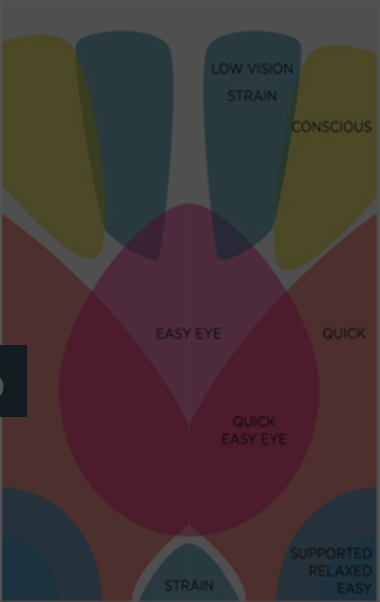 LOW VISION
STRAIN
CONSCIOUS
EASY EYE
QUICK
QUICK
EASY EYE
SUPPORTED
RELAXED
EASY
STRAIN